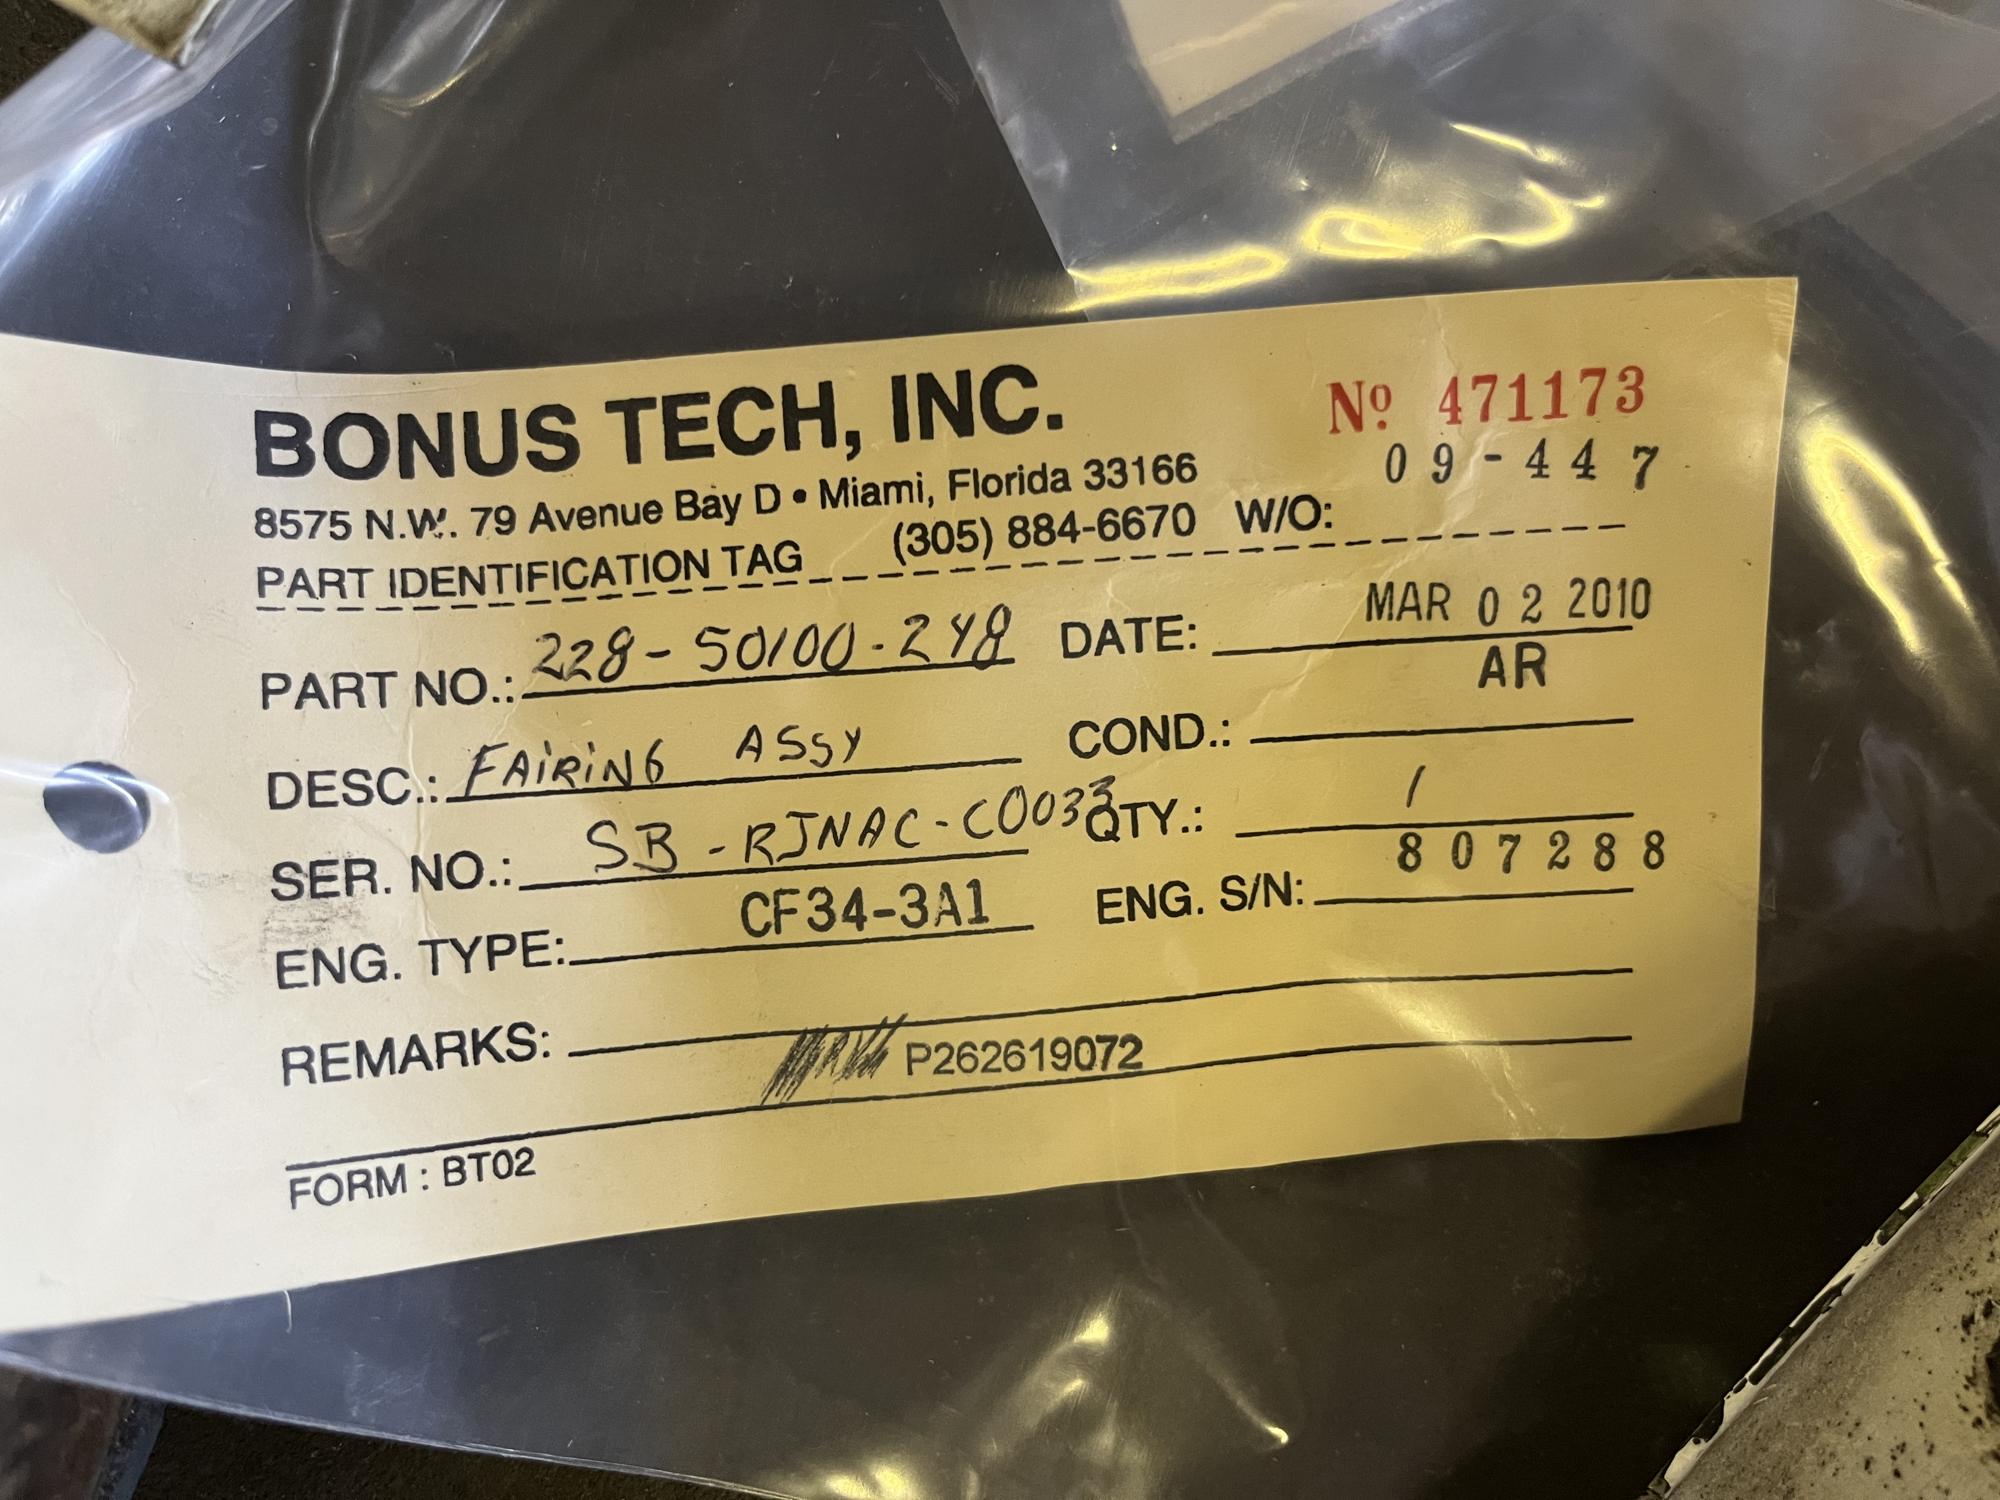 BONUS TECH, INC.
Nº 471173
8575 N.W. 79 Avenue Bay D • Miami, Florida 33166
09-447
PART IDENTIFICATION TAG (305) 884-6670 W/O:
PART NO.: 228-50100-248 DATE: MAR 02 2010
DESC.: FAIRING ASSY COND.: AR
SER. NO.: SB-RJNAC-C0033 QTY.: 1
ENG. TYPE: CF34-3A1 ENG. S/N: 807288
REMARKS:
P262619072
FORM : BT02